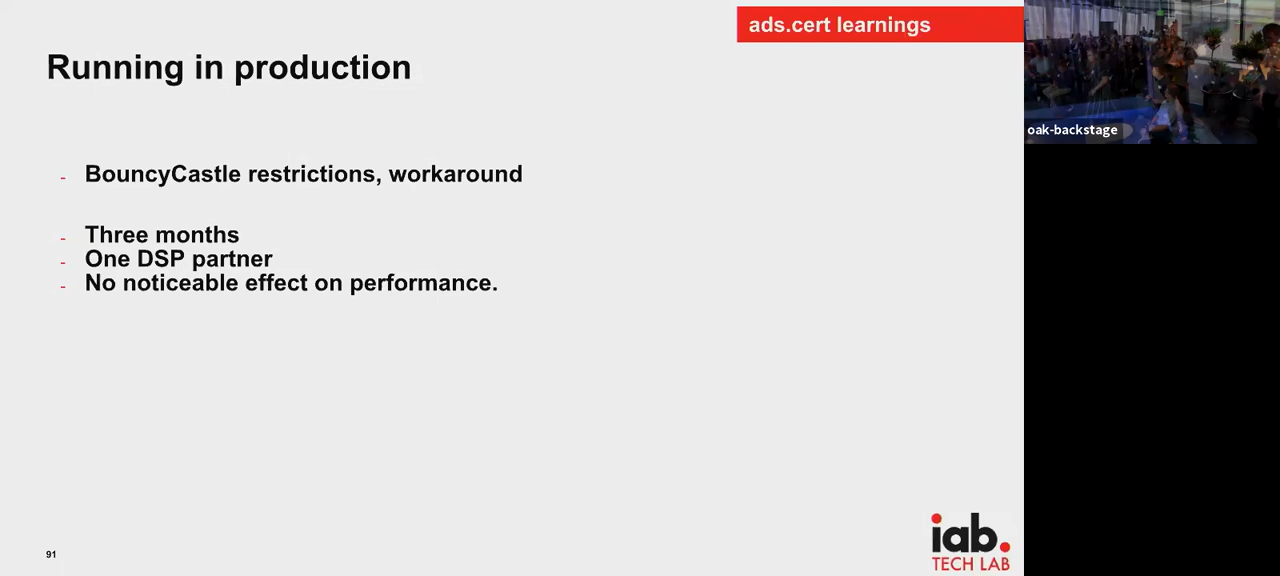 ads.cert learnings
Running in production
- BouncyCastle restrictions, workaround
- Three months
- One DSP partner
- No noticeable effect on performance.
91
iab.
TECH LAB
oak-backstage